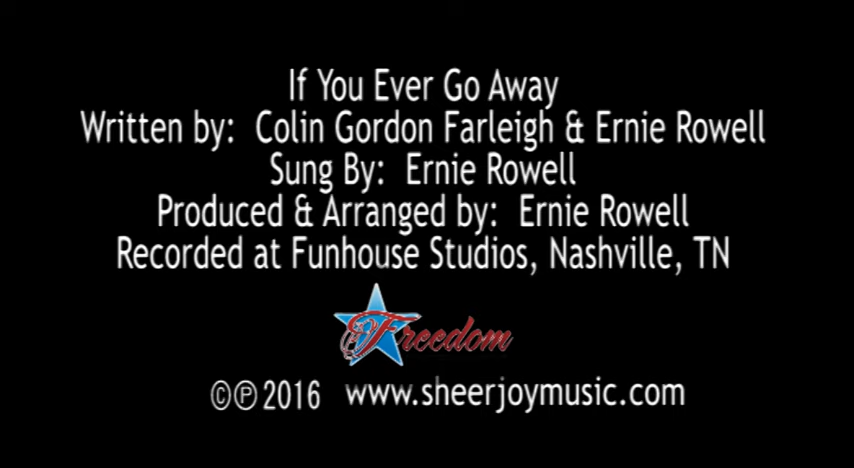 If You Ever Go Away
Written by: Colin Gordon Farleigh & Ernie Rowell
Sung By: Ernie Rowell
Produced & Arranged by: Ernie Rowell
Recorded at Funhouse Studios, Nashville, TN
Freedom
©℗ 2016 www.sheerjoymusic.com